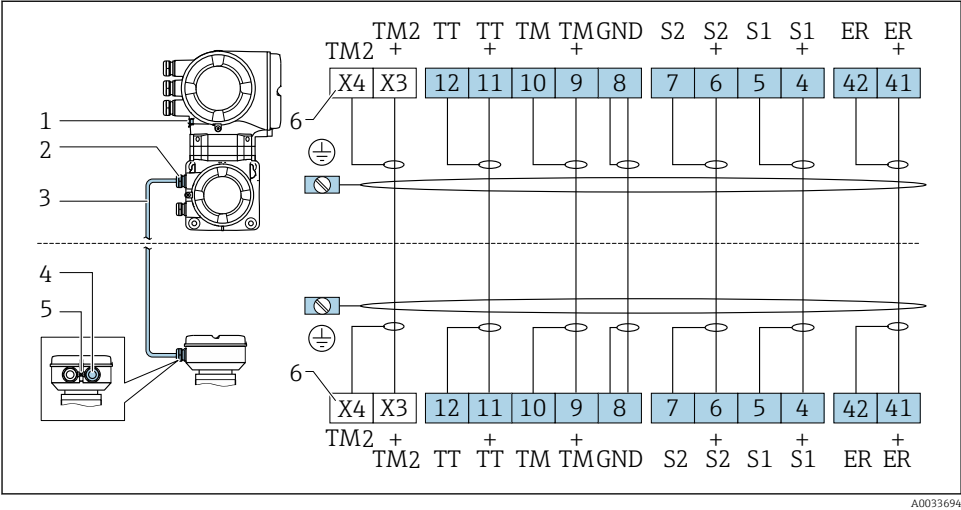 TM2 TT TT TM TM GND S2 S2 S1 S1 ER ER
TM2 + + + + + +
X4 X3 12 11 10 9 8 7 6 5 4 42 41
6
1
2
3
4
5
6
X4 X3 12 11 10 9 8 7 6 5 4 42 41
TM2 + + + + + +
TM2 TT TT TM TM GND S2 S2 S1 S1 ER ER
A0033694